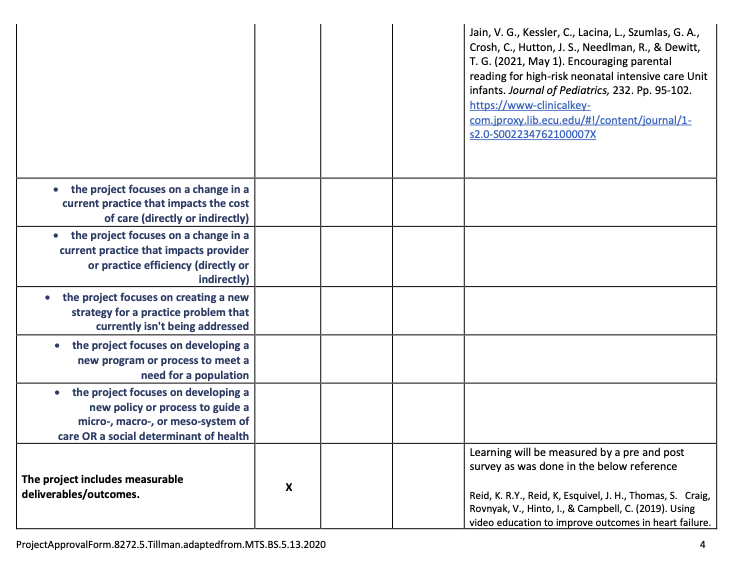 Jain, V. G., Kessler, C., Lacina, L., Szumlas, G. A.,
Crosh, C., Hutton, J. S., Needlman, R., & Dewitt,
T. G. (2021, May 1). Encouraging parental
reading for high-risk neonatal intensive care Unit
infants. Journal of Pediatrics, 232. Pp. 95-102.
https://www-clinicalkey-
com.jproxy.lib.ecu.edu/#!/content/journal/1-
s2.0-S002234762100007X
• the project focuses on a change in a
current practice that impacts the cost
of care (directly or indirectly)
• the project focuses on a change in a
current practice that impacts provider
or practice efficiency (directly or
indirectly)
• the project focuses on creating a new
strategy for a practice problem that
currently isn't being addressed
• the project focuses on developing a
new program or process to meet a
need for a population
• the project focuses on developing a
new policy or process to guide a
micro-, macro-, or meso-system of
care OR a social determinant of health
The project includes measurable
deliverables/outcomes.
X
Learning will be measured by a pre and post
survey as was done in the below reference
Reid, K. R.Y., Reid, K, Esquivel, J. H., Thomas, S. Craig,
Rovnyak, V., Hinto, I., & Campbell, C. (2019). Using
video education to improve outcomes in heart failure.
ProjectApprovalForm.8272.5.Tillman.adaptedfrom.MTS.BS.5.13.2020
4